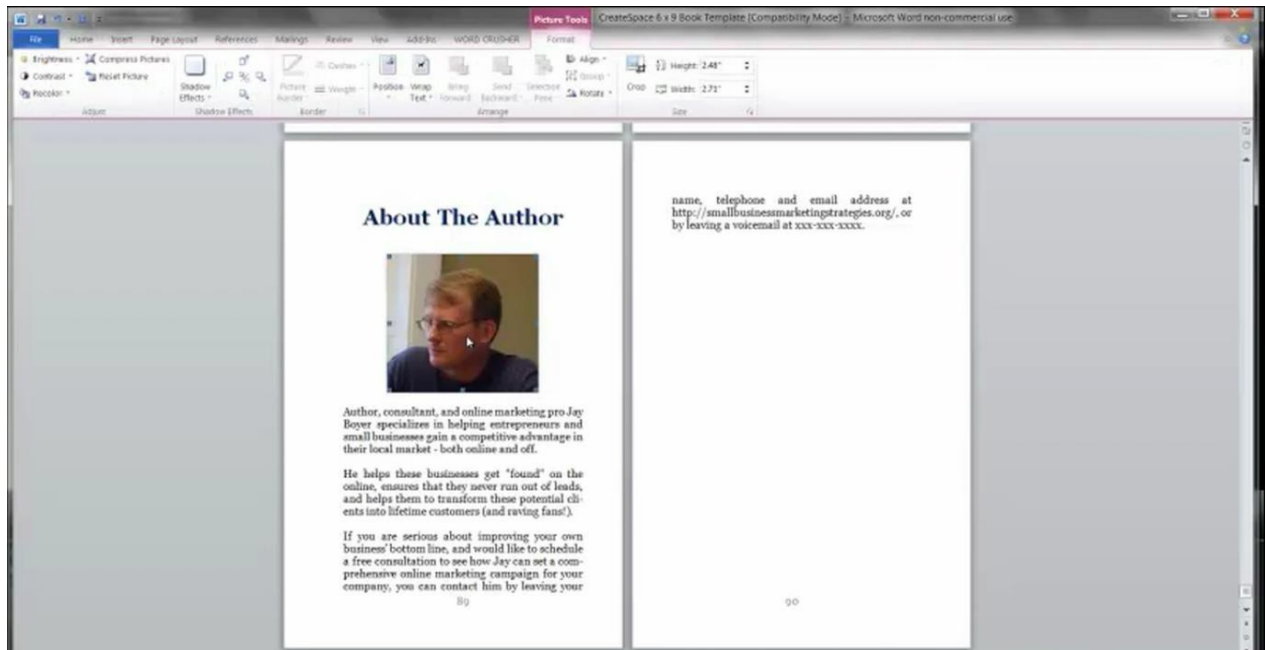 Picture Tools
CreateSpace 6 x 9 Book Template [Compatibility Mode] - Microsoft Word non-commercial use
File Home Insert Page Layout References Mailings Review View Add-Ins WORD CRUSHER Format
Brightness Compress Pictures
Contrast Reset Picture
Recolor
Shadow Effects
Picture Border
Dashes
Weight
Position
Wrap Text
Bring Forward
Send Backward
Selection Pane
Align
Group
Rotate
Crop
Height: 2.48"
Width: 2.71"
Adjust Shadow Effects Border Arrange Size
About The Author
Author, consultant, and online marketing pro Jay
Boyer specializes in helping entrepreneurs and
small businesses gain a competitive advantage in
their local market - both online and off.
He helps these businesses get "found" on the
online, ensures that they never run out of leads,
and helps them to transform these potential cli-
ents into lifetime customers (and raving fans!).
If you are serious about improving your own
business' bottom line, and would like to schedule
a free consultation to see how Jay can set a com-
prehensive online marketing campaign for your
company, you can contact him by leaving your
89
name, telephone and email address at
http://smallbusinessmarketingstrategies.org/, or
by leaving a voicemail at xxx-xxx-xxxx.
90